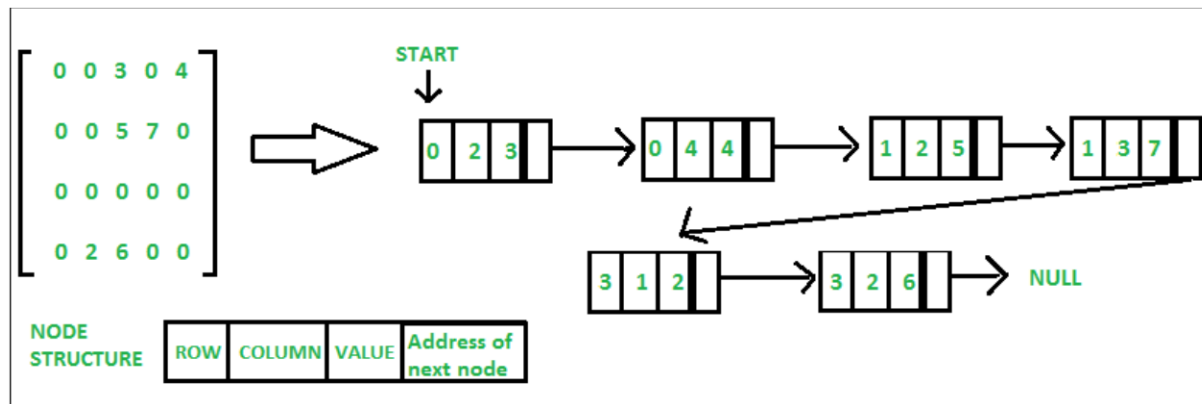 START
0 0 3 0 4
0 0 5 7 0
0 0 0 0 0
0 2 6 0 0
0 2 3
0 4 4
1 2 5
1 3 7
3 1 2
3 2 6
NULL
NODE
STRUCTURE
ROW
COLUMN
VALUE
Address of
next node